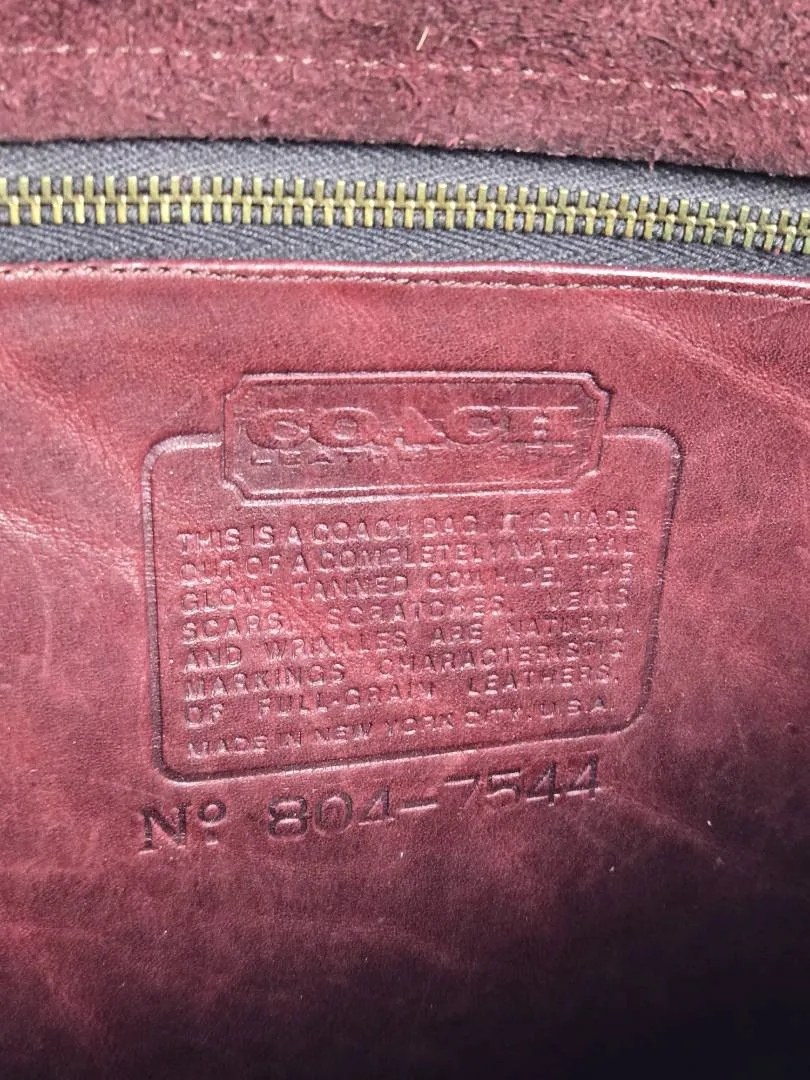 COACH
LEATHERWARE
THIS IS A COACH BAG. IT IS MADE
OUT OF A COMPLETELY NATURAL
GLOVE TANNED COWHIDE. THE
SCARS, SCRATCHES, VEINS
AND WRINKLES ARE NATURAL
MARKINGS CHARACTERISTIC
OF FULL-GRAIN LEATHERS.
MADE IN NEW YORK CITY, U.S.A.
Nº 804-7544